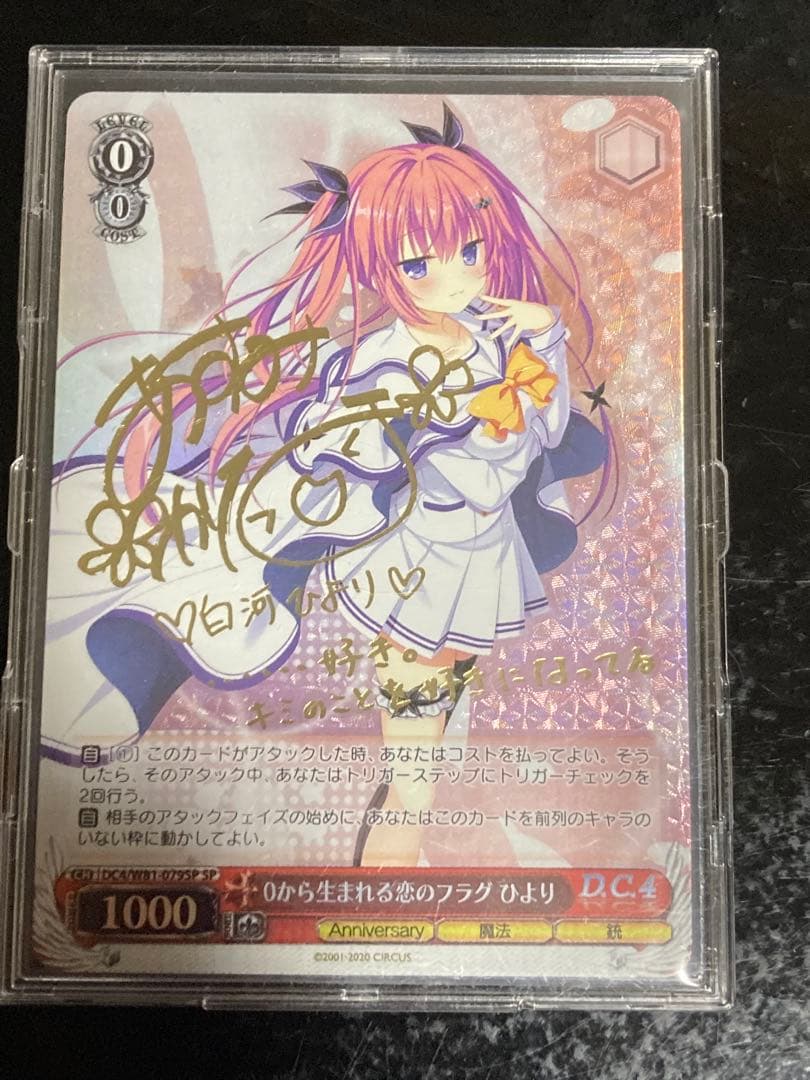 LEVEL
0
0
COST
♡白河ひより♡
......好き。
キミのことを好きになってる
自 [①] このカードがアタックした時、あなたはコストを払ってよい。そう
したら、そのアタック中、あなたはトリガーステップにトリガーチェックを
2回行う。
自 相手のアタックフェイズの始めに、あなたはこのカードを前列のキャラの
いない枠に動かしてよい。
CH DC4/W81-079SP SP
0から生まれる恋のフラグ ひより
D.C.4
1000
Anniversary 魔法 銃
©2001-2020 CIRCUS